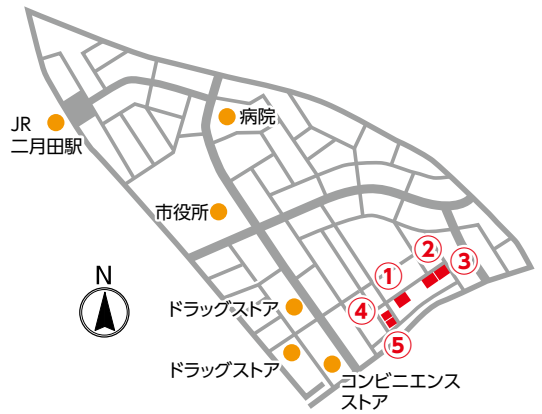 病院
JR
二月田駅
市役所
②
③
①
N
ドラッグストア
④
⑤
ドラッグストア
コンビニエンス
ストア